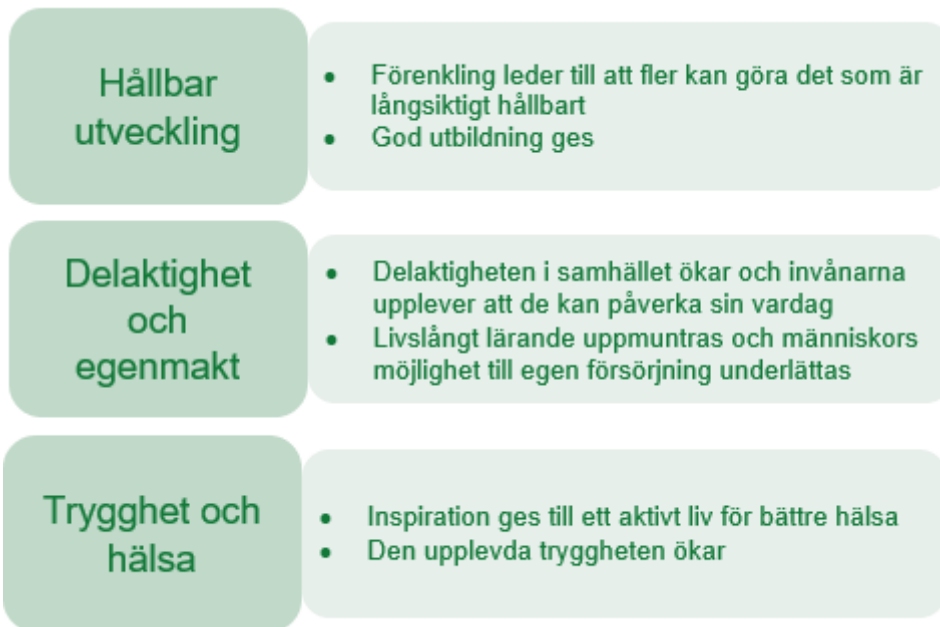 Hållbar
utveckling
• Förenkling leder till att fler kan göra det som är
långsiktigt hållbart
• God utbildning ges
Delaktighet
och
egenmakt
• Delaktigheten i samhället ökar och invånarna
upplever att de kan påverka sin vardag
• Livslångt lärande uppmuntras och människors
möjlighet till egen försörjning underlättas
Trygghet och
hälsa
• Inspiration ges till ett aktivt liv för bättre hälsa
• Den upplevda tryggheten ökar